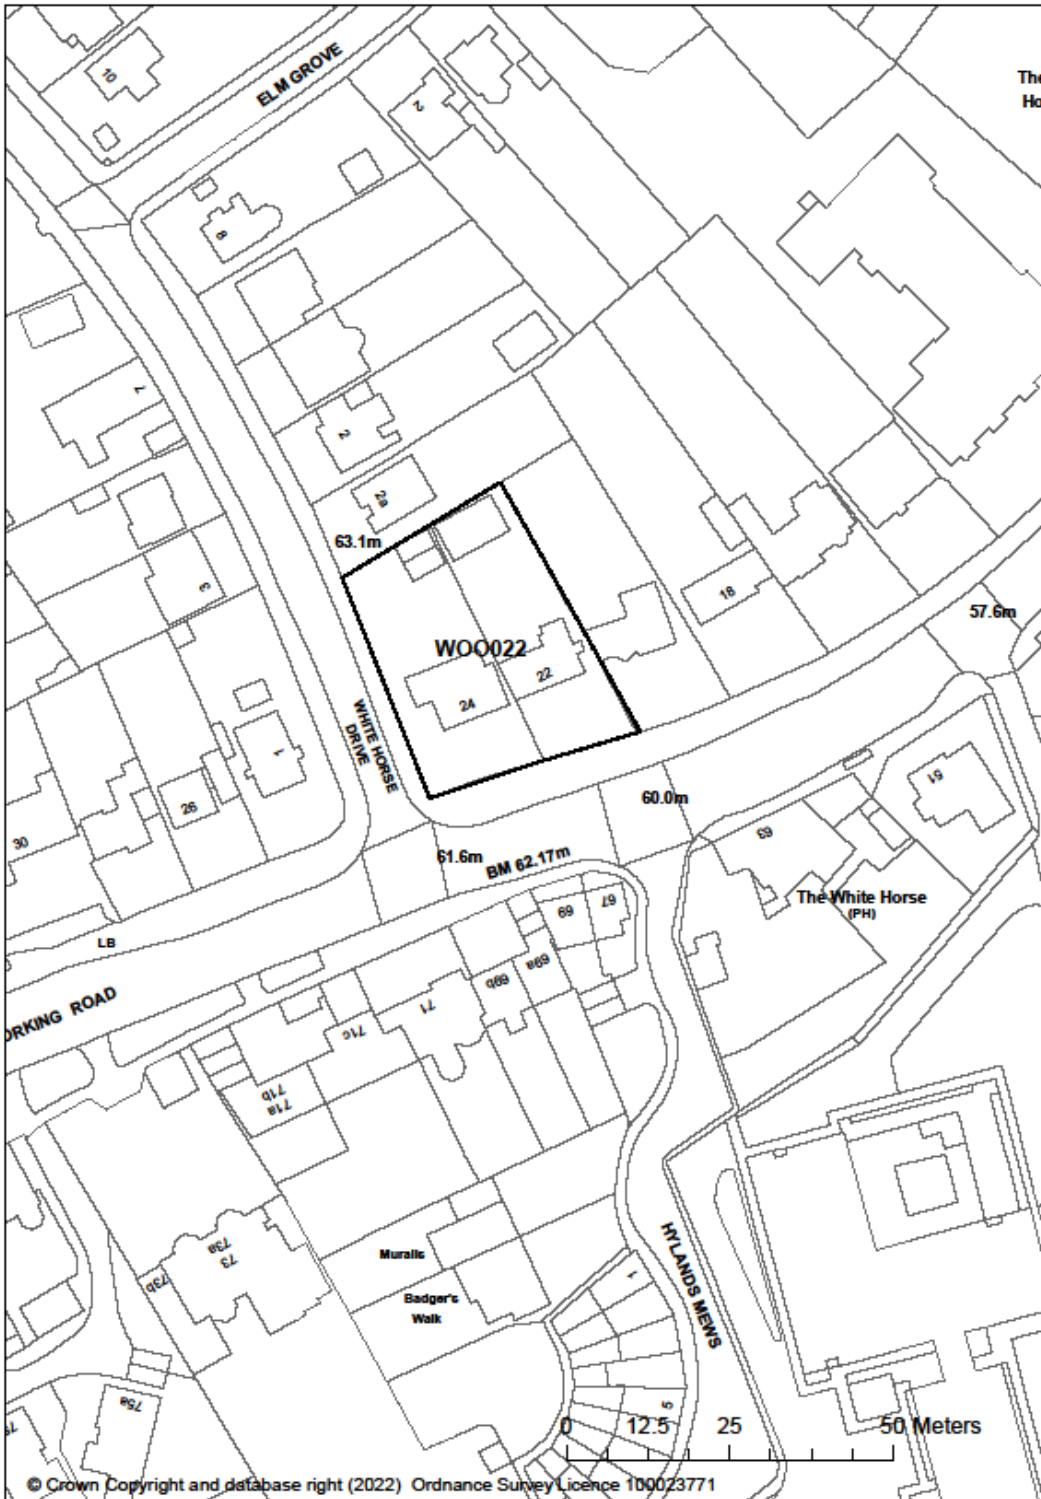 10
ELM GROVE
2
The
Ho
8
7
2
2a
63.1m
3
18
57.6m
WOO022
22
24
WHITE HORSE
DRIVE
1
26
30
60.0m
51
61.6m
BM 62.17m
63
The White Horse
(PH)
67
69
69a
69b
LB
ORKING ROAD
71
71c
71b
71a
73a
73
73b
Muralls
Badger's
Walk
1
HYLANDS MEWS
5
75a
0 12.5 25 50 Meters
© Crown Copyright and database right (2022) Ordnance Survey Licence 100023771